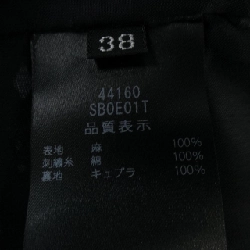 38
44160
SB0E01T
品質表示
表地 麻 100%
刺繍糸 綿 100%
裏地 キュプラ 100%